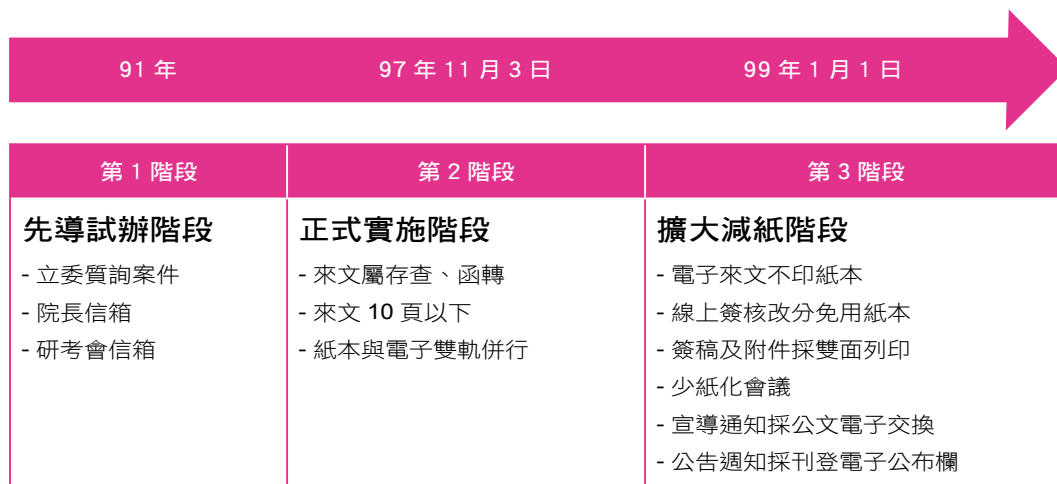 91 年
97 年 11 月 3 日
99 年 1 月 1 日
第 1 階段
第 2 階段
第 3 階段
先導試辦階段
- 立委質詢案件
- 院長信箱
- 研考會信箱
正式實施階段
- 來文屬存查、函轉
- 來文 10 頁以下
- 紙本與電子雙軌併行
擴大減紙階段
- 電子來文不印紙本
- 線上簽核改分免用紙本
- 簽稿及附件採雙面列印
- 少紙化會議
- 宣導通知採公文電子交換
- 公告週知採刊登電子公布欄